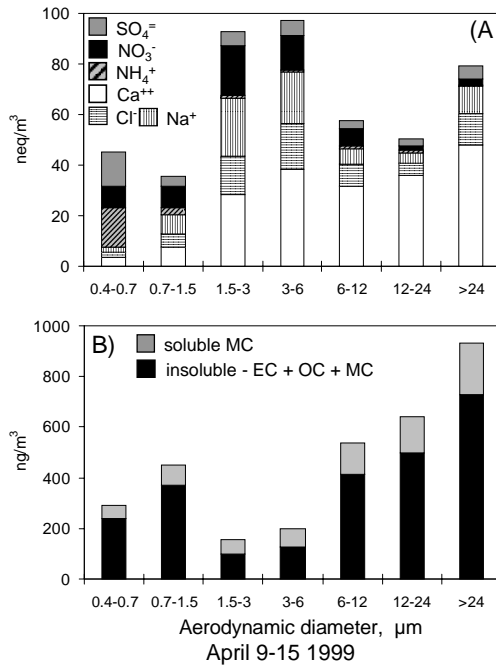 (A
SO₄⁼
NO₃⁻
NH₄⁺
Ca⁺⁺
Cl⁻ Na⁺
neq/m³
100
80
60
40
20
0
0.4-0.7 0.7-1.5 1.5-3 3-6 6-12 12-24 >24
B)
soluble MC
insoluble - EC + OC + MC
ng/m³
1000
800
600
400
200
0
0.4-0.7 0.7-1.5 1.5-3 3-6 6-12 12-24 >24
Aerodynamic diameter, µm
April 9-15 1999